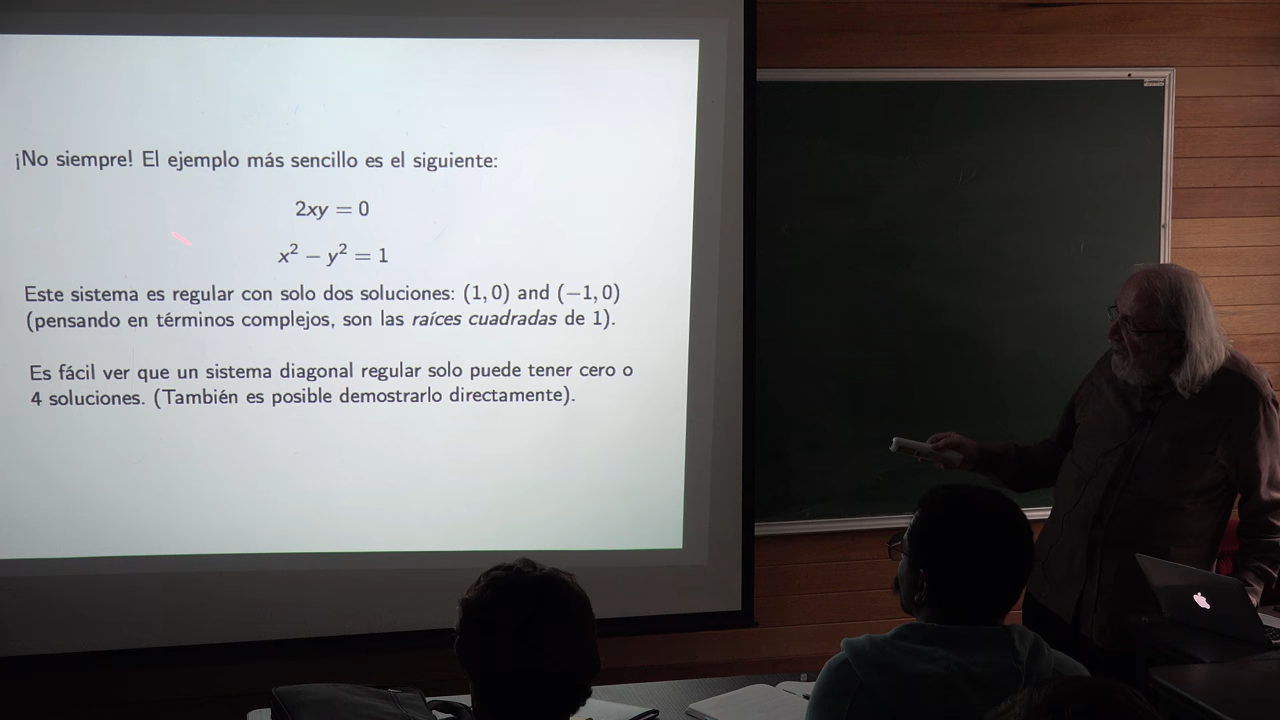 ¡No siempre! El ejemplo más sencillo es el siguiente:
2xy = 0
x² − y² = 1
Este sistema es regular con solo dos soluciones: (1, 0) and (−1, 0)
(pensando en términos complejos, son las raíces cuadradas de 1).
Es fácil ver que un sistema diagonal regular solo puede tener cero o
4 soluciones. (También es posible demostrarlo directamente).